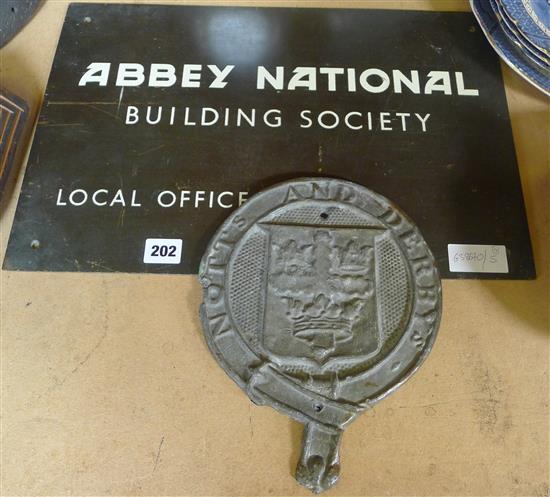 ABBEY NATIONAL
BUILDING SOCIETY
LOCAL OFFICE
202
NOTTS AND DERBYS